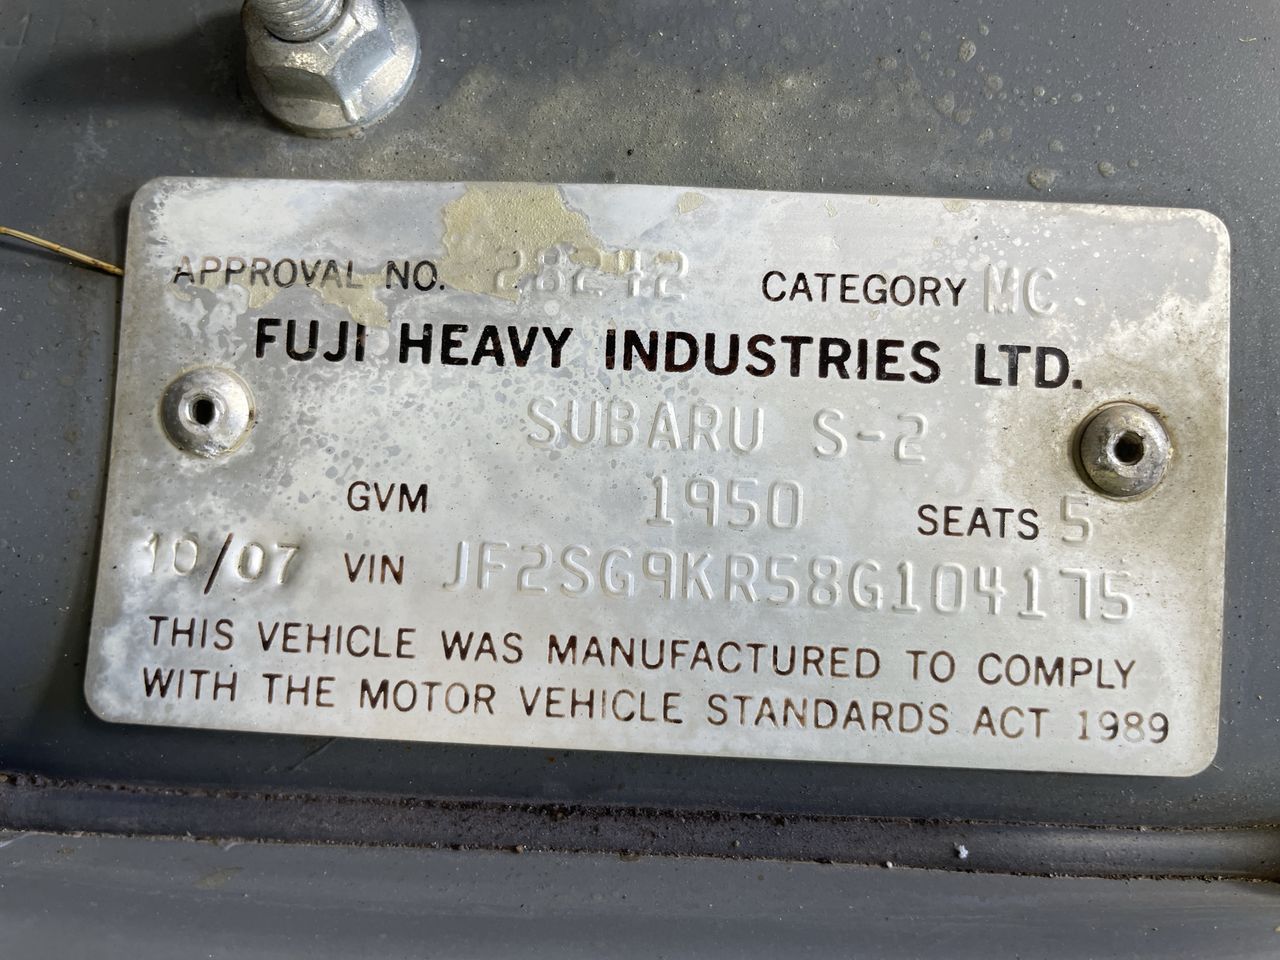 APPROVAL NO. 28242 CATEGORY MC
FUJI HEAVY INDUSTRIES LTD.
SUBARU S-2
GVM 1950 SEATS 5
10/07 VIN JF2SG9KR58G104175
THIS VEHICLE WAS MANUFACTURED TO COMPLY
WITH THE MOTOR VEHICLE STANDARDS ACT 1989